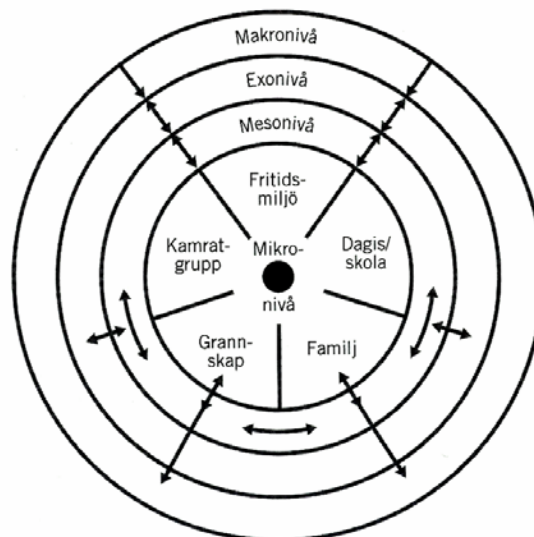 Makronivå
Exonivå
Mesonivå
Fritids-
miljö
Kamrat-
grupp
Mikro-
Dagis/
skola
nivå
Grann-
skap
Familj